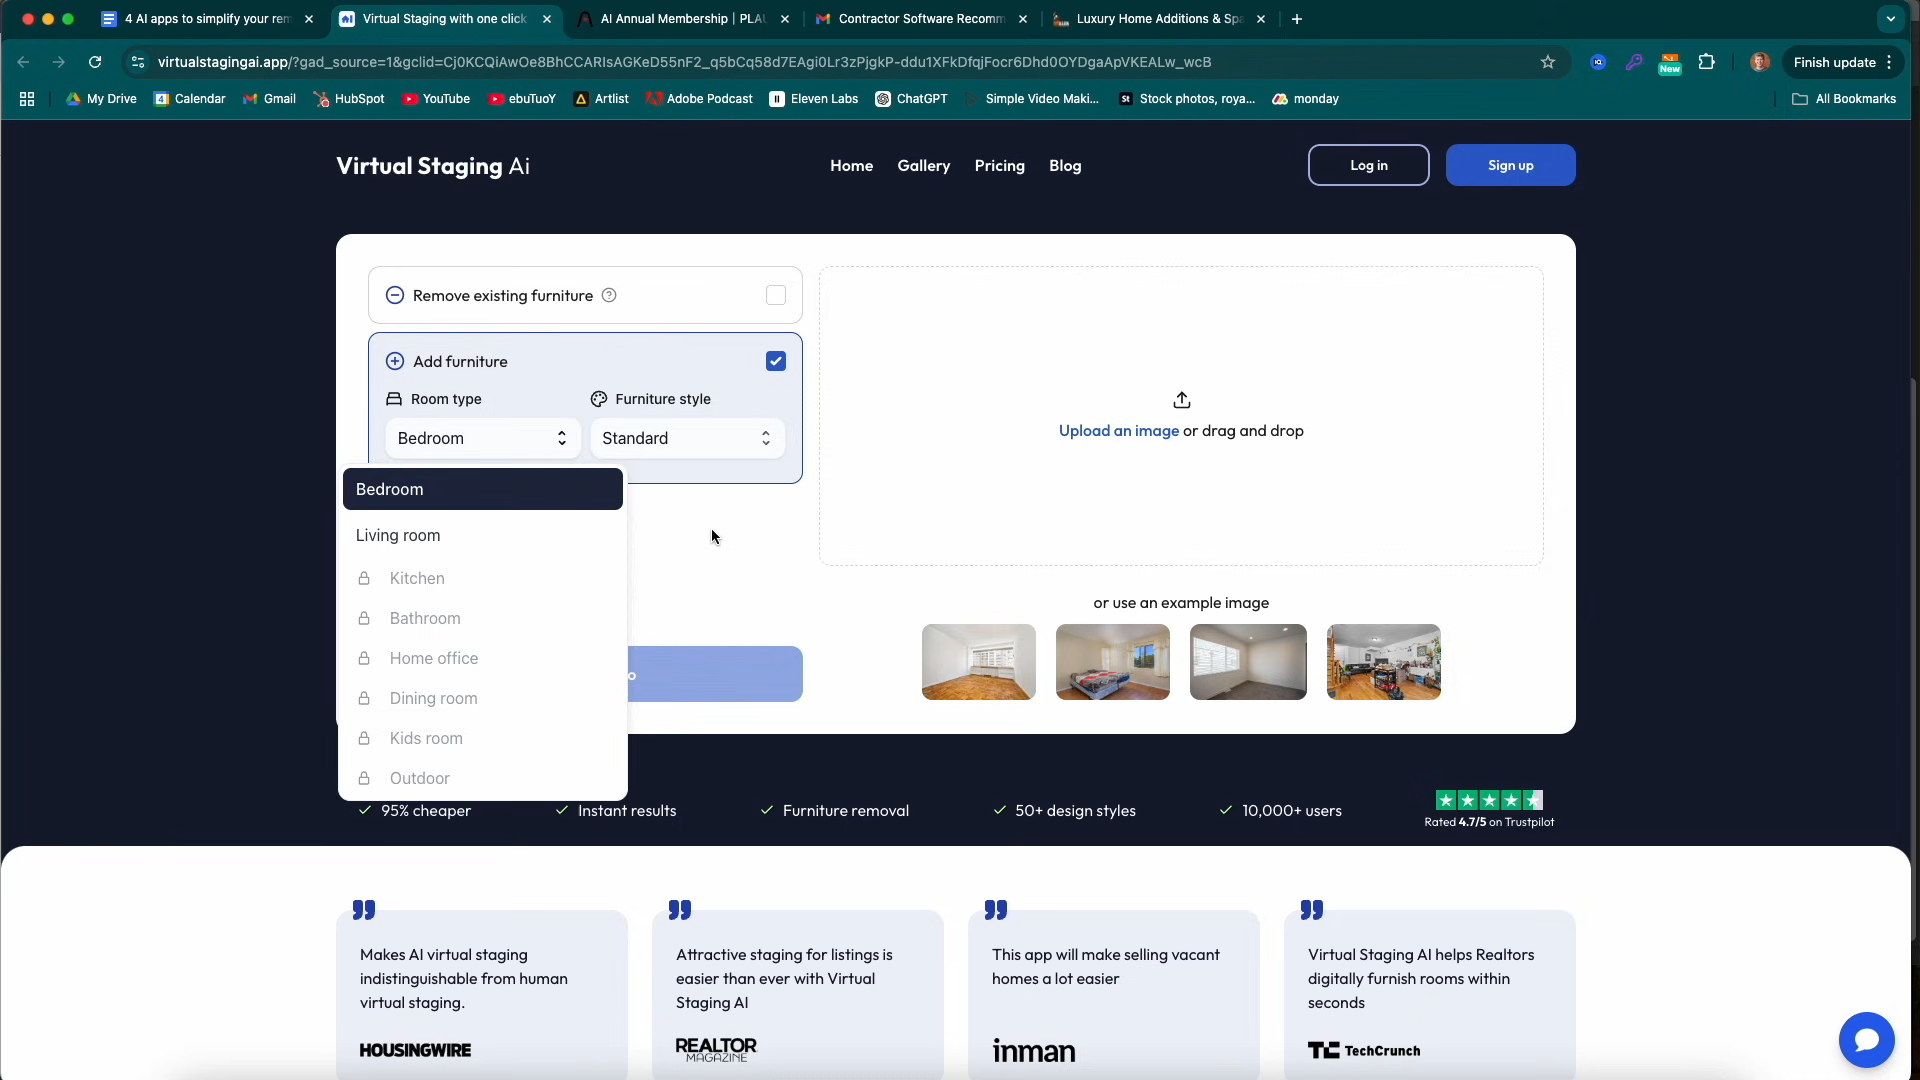 4 AI apps to simplify your rem
Virtual Staging with one click
AI Annual Membership | PLAU
Contractor Software Recomm
Luxury Home Additions & Spa
virtualstagingai.app/?gad_source=1&gclid=Cj0KCQiAwOe8BhCCARIsAGKeD55nF2_q5bCq58d7EAgi0Lr3zPjgkP-ddu1XFkDfqjFocr6Dhd0OYDgaApVKEALw_wcB
New
Finish update
My Drive
4 Calendar
Gmail
HubSpot
YouTube
ebuTuoY
Artlist
Adobe Podcast
Eleven Labs
ChatGPT
Simple Video Maki...
St Stock photos, roya...
monday
All Bookmarks
Virtual Staging Ai
Home
Gallery
Pricing
Blog
Log in
Sign up
Remove existing furniture ?
Add furniture
Room type
Furniture style
Bedroom
Standard
Bedroom
Living room
Kitchen
Bathroom
Home office
Dining room
Kids room
Outdoor
o
Upload an image or drag and drop
or use an example image
95% cheaper
Instant results
Furniture removal
50+ design styles
10,000+ users
Rated 4.7/5 on Trustpilot
Makes AI virtual staging
indistinguishable from human
virtual staging.
HOUSINGWIRE
Attractive staging for listings is
easier than ever with Virtual
Staging AI
REALTOR
MAGAZINE
This app will make selling vacant
homes a lot easier
inman
Virtual Staging AI helps Realtors
digitally furnish rooms within
seconds
TechCrunch